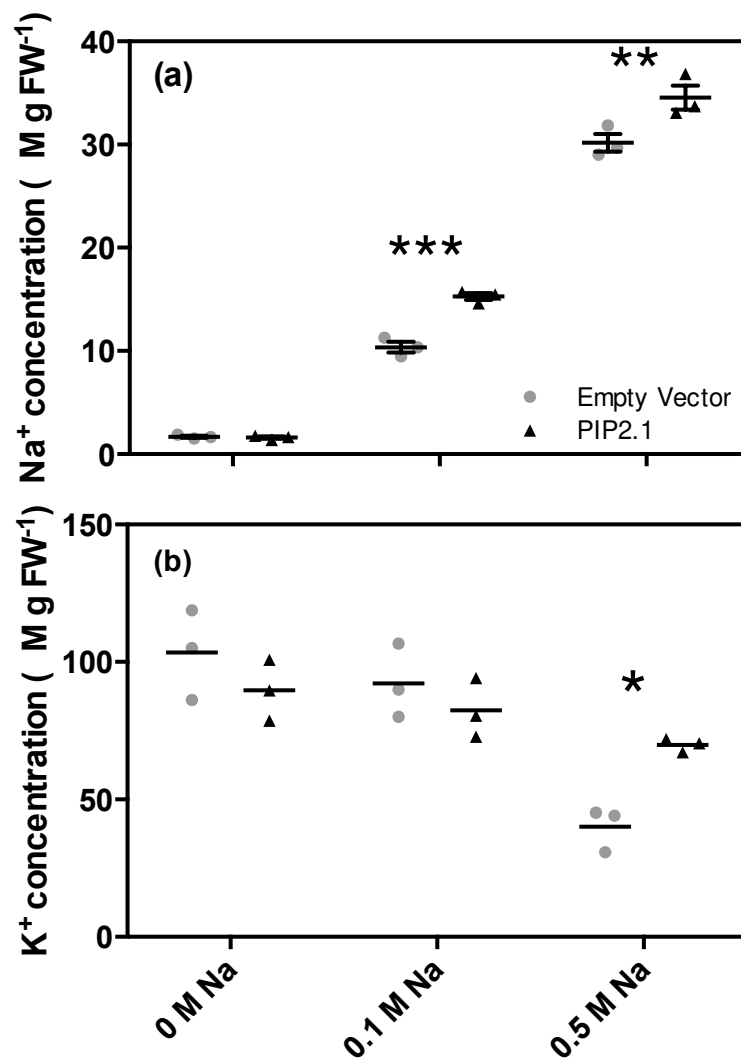 (a)
Na⁺ concentration ( M g FW⁻¹)
40
30
20
10
0
**
***
Empty Vector
PIP2.1
(b)
K⁺ concentration ( M g FW⁻¹)
150
100
50
0
*
0 M Na
0.1 M Na
0.5 M Na